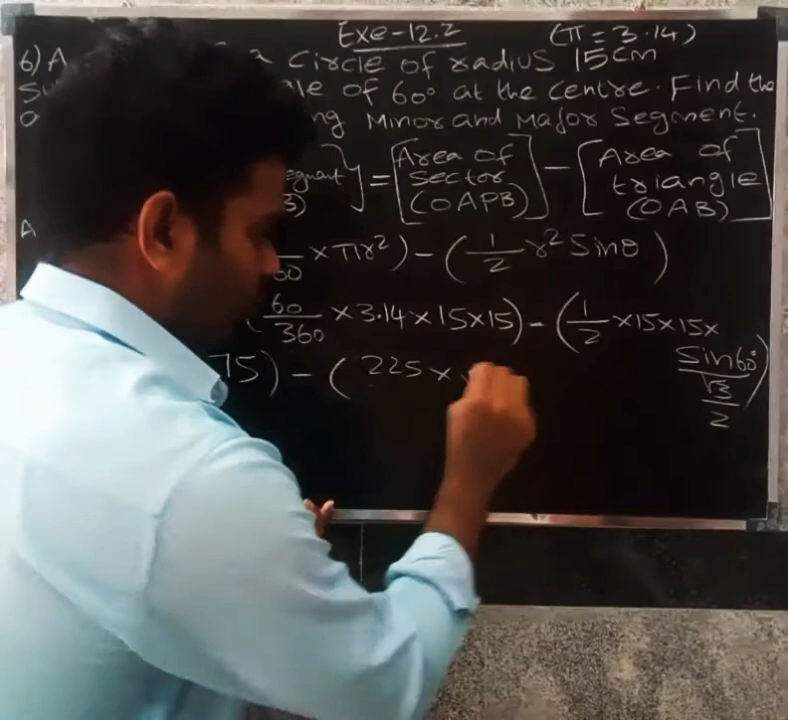 Exe-12.2 (π = 3.14)
6) A a circle of radius 15cm
angle of 60° at the centre. Find the
Minor and Major Segment.
= [Area of Sector (OAPB)] - [Area of triangle (OAB)]
A
× πr²) - (1/2 r² Sinθ)
60/360 × 3.14 × 15×15) - (1/2 × 15×15×
Sin60°)
√3/2
75) - (225 ×